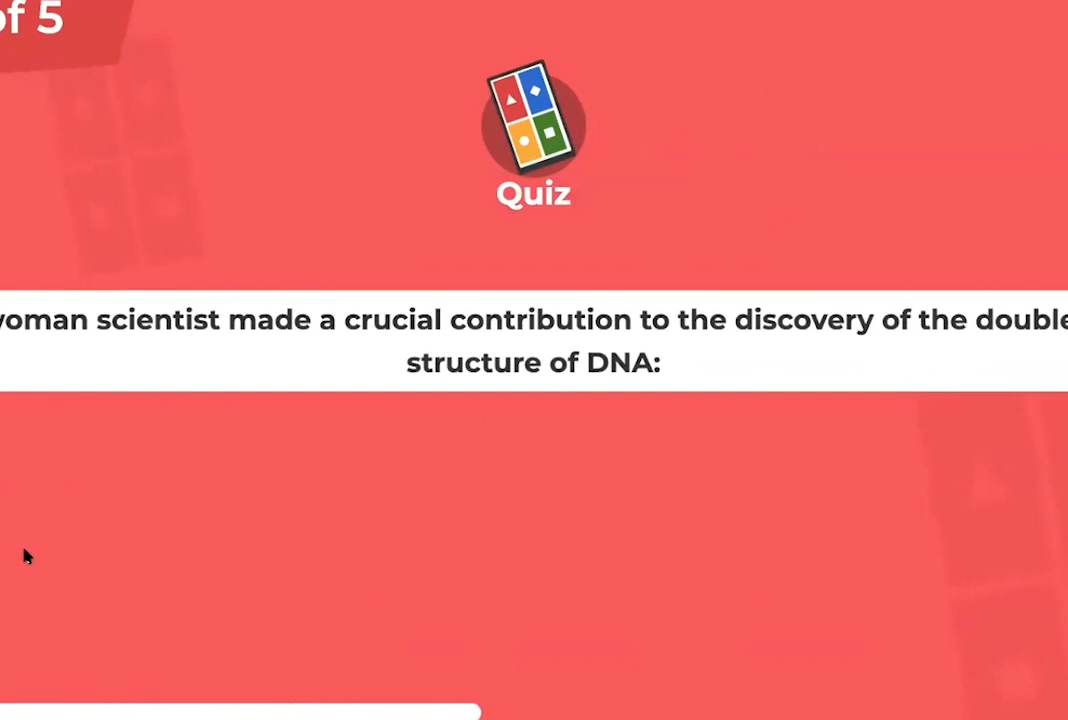 of 5
Quiz
woman scientist made a crucial contribution to the discovery of the double
structure of DNA: